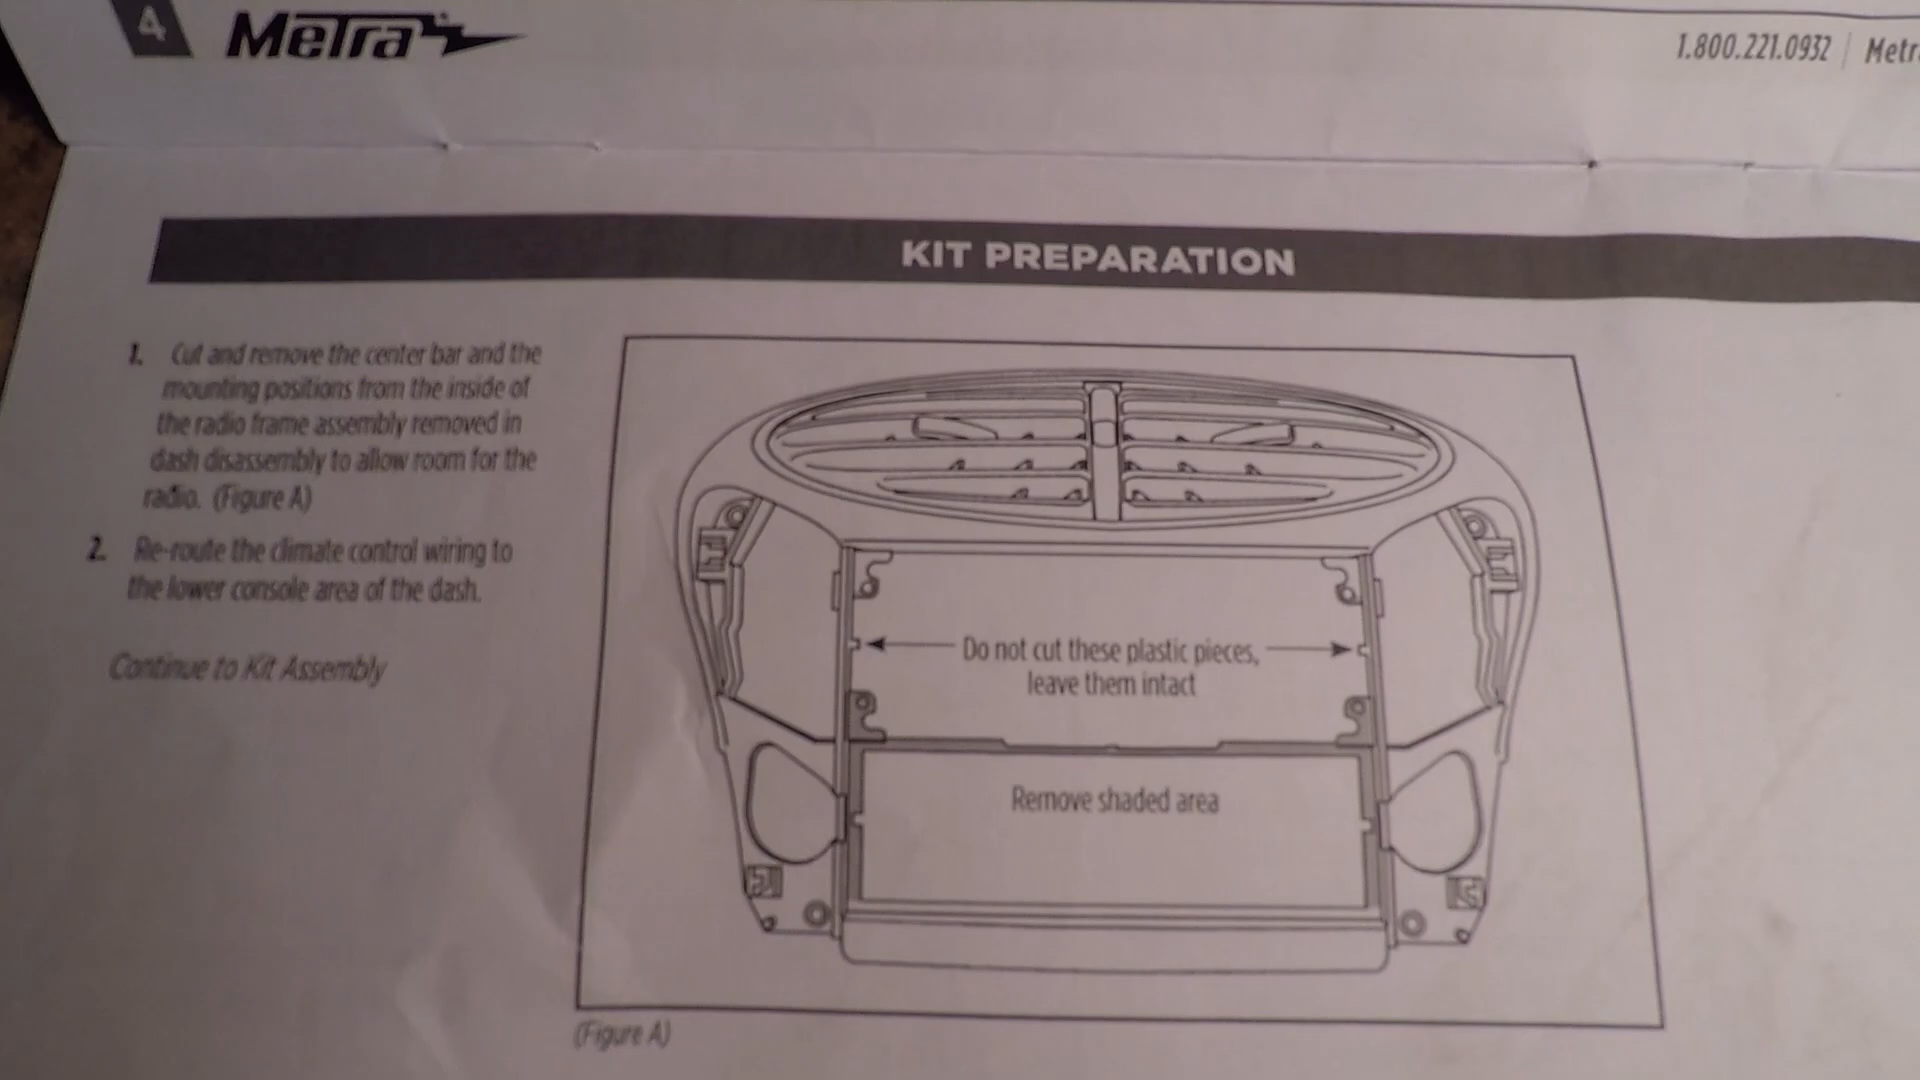 4
Metra
1.800.221.0932 | Metr
KIT PREPARATION
1. Cut and remove the center bar and the
mounting positions from the inside of
the radio frame assembly removed in
dash disassembly to allow room for the
radio. (Figure A)
2. Re-route the climate control wiring to
the lower console area of the dash.
Continue to Kit Assembly
Do not cut these plastic pieces,
leave them intact
Remove shaded area
(Figure A)